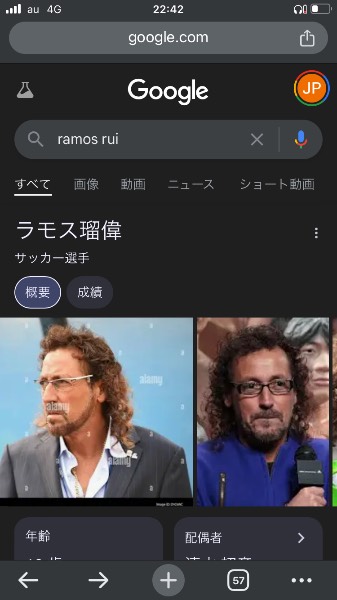 au 4G 22:42
google.com
Google JP
ramos rui
すべて 画像 動画 ニュース ショート動画
ラモス瑠偉
サッカー選手
概要 成績
alamy
alamy
alamy
年齢 配偶者
57